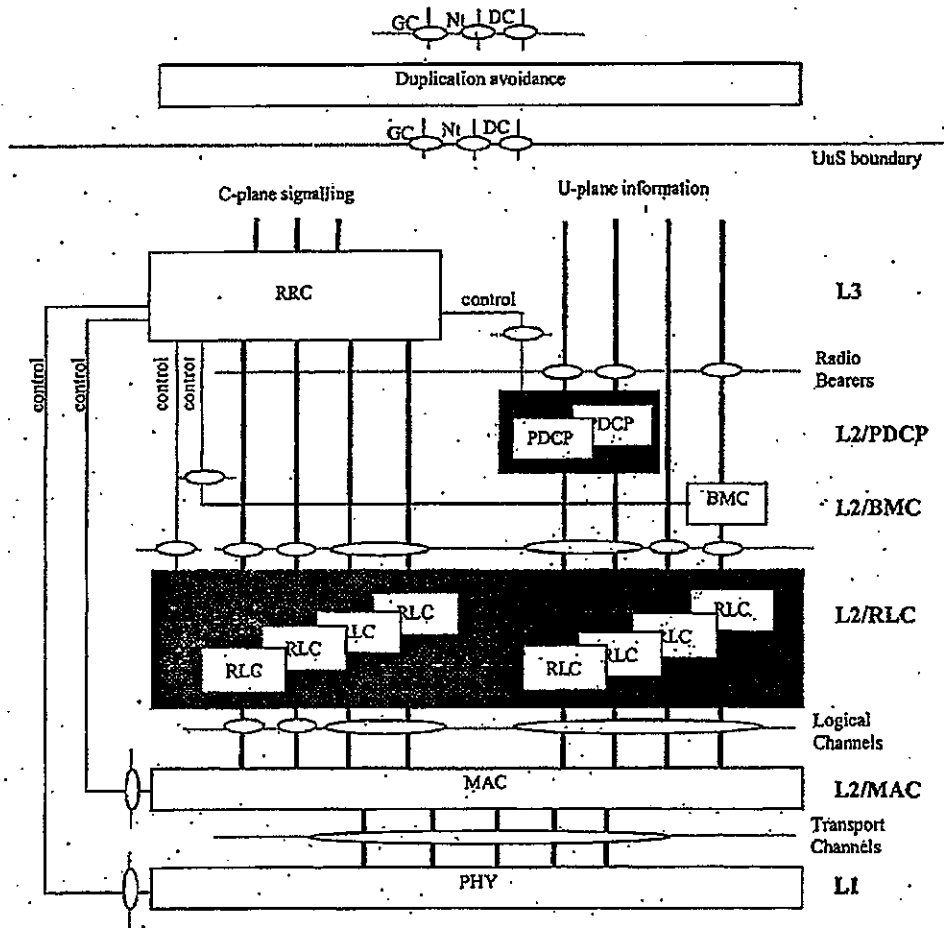 GC Nt DC
Duplication avoidance
GC Nt DC
UuS boundary
C-plane signalling
U-plane information
RRC
control
L3
control
control
control
control
Radio
Bearers
PDCP
PDCP
L2/PDCP
BMC
L2/BMC
RLC
RLC
RLC
RLC
RLC
RLC
RLC
RLC
L2/RLC
Logical
Channels
MAC
L2/MAC
Transport
Channels
PHY
L1